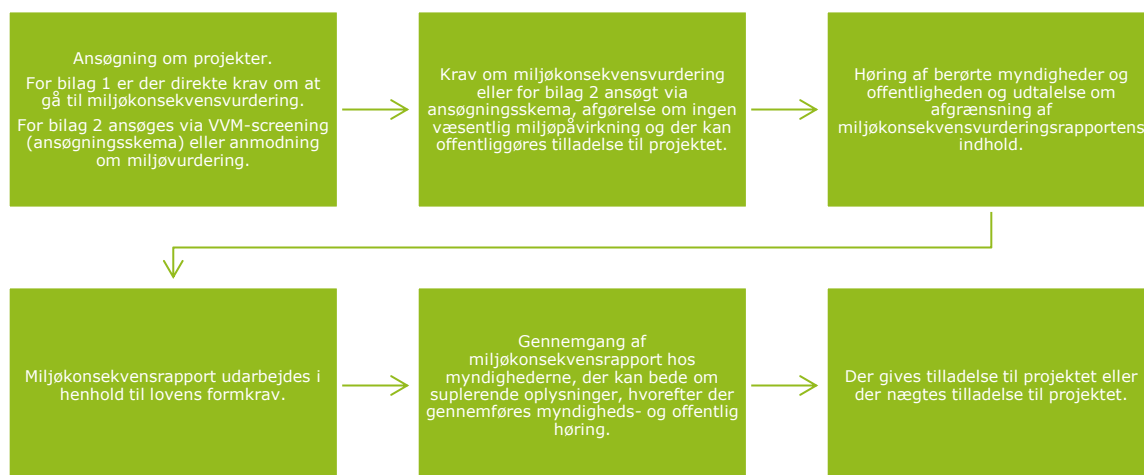 Ansøgning om projekter.
For bilag 1 er der direkte krav om at
gå til miljøkonsekvensvurdering.
For bilag 2 ansøges via VVM-screening
(ansøgningsskema) eller anmodning
om miljøvurdering.
Krav om miljøkonsekvensvurdering
eller for bilag 2 ansøgt via
ansøgningsskema, afgørelse om ingen
væsentlig miljøpåvirkning og der kan
offentliggøres tilladelse til projektet.
Høring af berørte myndigheder og
offentligheden og udtalelse om
afgrænsning af
miljøkonsekvensvurderingsrapportens
indhold.
Miljøkonsekvensrapport udarbejdes i
henhold til lovens formkrav.
Gennemgang af
miljøkonsekvensrapport hos
myndighederne, der kan bede om
suplerende oplysninger, hvorefter der
gennemføres myndigheds- og offentlig
høring.
Der gives tilladelse til projektet eller
der nægtes tilladelse til projektet.